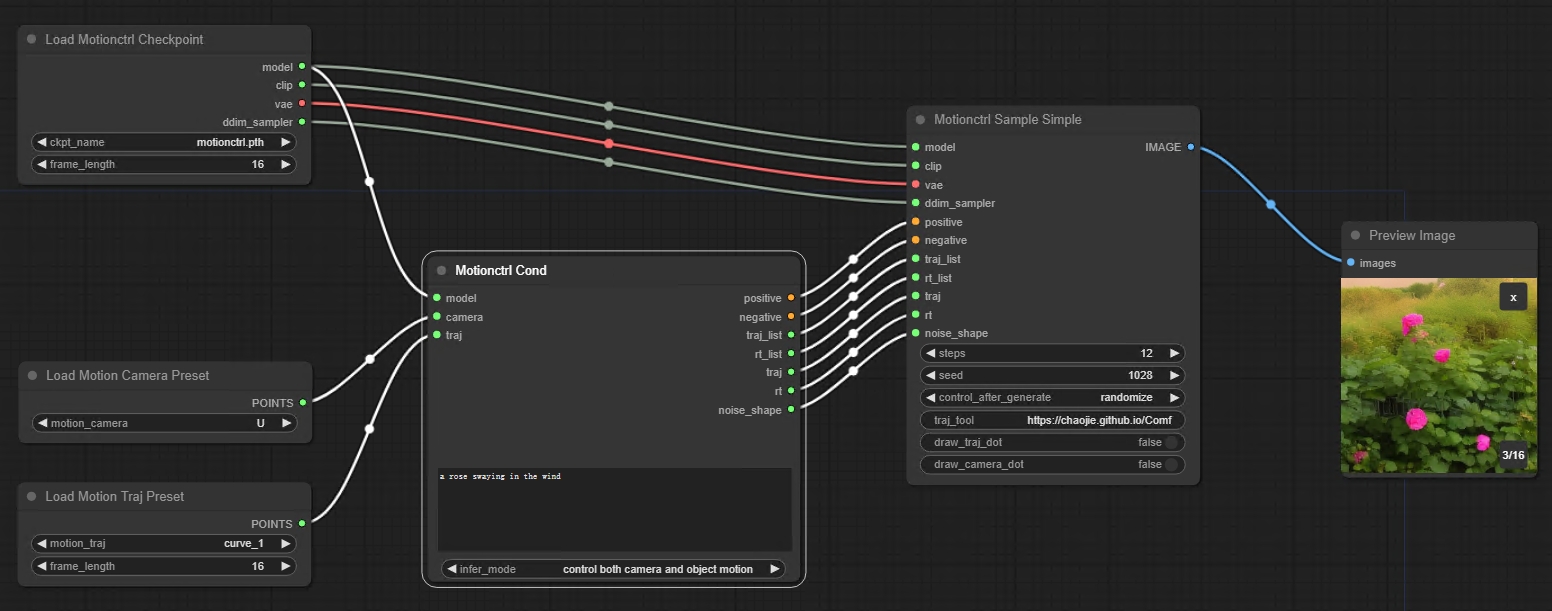 Load Motionctrl Checkpoint
model
clip
vae
ddim_sampler
ckpt_name motionctrl.pth
frame_length 16
Load Motion Camera Preset
POINTS
motion_camera U
Load Motion Traj Preset
POINTS
motion_traj curve_1
frame_length 16
Motionctrl Cond
model positive
camera negative
traj traj_list
rt_list
traj
rt
noise_shape
a rose swaying in the wind
infer_mode control both camera and object motion
Motionctrl Sample Simple
model IMAGE
clip
vae
ddim_sampler
positive
negative
traj_list
rt_list
traj
rt
noise_shape
steps 12
seed 1028
control_after_generate randomize
traj_tool https://chaojie.github.io/Comf
draw_traj_dot false
draw_camera_dot false
Preview Image
images
x
3/16